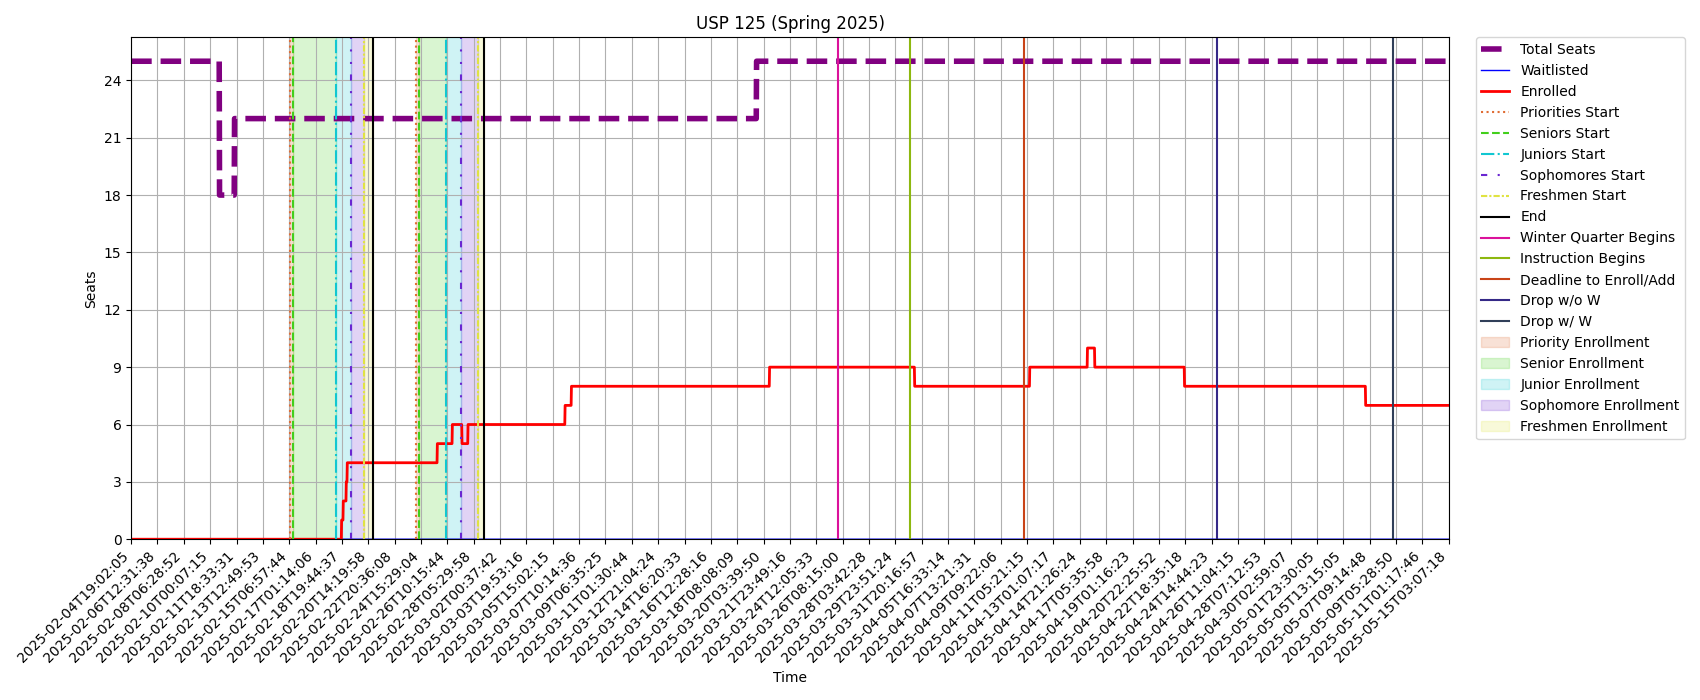 USP 125 (Spring 2025)
Seats
24
21
18
15
12
9
6
3
0
2025-02-04T19:02:05
2025-02-06T12:31:38
2025-02-08T06:28:52
2025-02-10T00:07:15
2025-02-11T18:33:31
2025-02-13T12:49:53
2025-02-15T06:57:44
2025-02-17T01:14:06
2025-02-18T19:44:37
2025-02-20T14:19:58
2025-02-22T20:36:08
2025-02-24T15:29:04
2025-02-26T10:15:44
2025-02-28T05:29:58
2025-03-02T00:37:42
2025-03-03T19:53:16
2025-03-05T15:02:15
2025-03-07T10:14:36
2025-03-09T06:35:25
2025-03-11T01:30:44
2025-03-12T21:04:24
2025-03-14T16:20:33
2025-03-16T12:28:16
2025-03-18T08:08:09
2025-03-20T03:39:50
2025-03-21T23:49:16
2025-03-24T12:05:33
2025-03-26T08:15:00
2025-03-28T03:42:28
2025-03-29T23:51:24
2025-03-31T20:16:57
2025-04-05T16:33:14
2025-04-07T13:21:31
2025-04-09T09:22:06
2025-04-11T05:21:15
2025-04-13T01:07:17
2025-04-14T21:26:24
2025-04-17T05:35:58
2025-04-19T01:16:23
2025-04-20T22:25:52
2025-04-22T18:35:18
2025-04-24T14:44:23
2025-04-26T11:04:15
2025-04-28T07:12:53
2025-04-30T02:59:07
2025-05-01T23:30:05
2025-05-03T13:15:05
2025-05-07T09:14:48
2025-05-09T05:28:50
2025-05-11T01:17:46
2025-05-15T03:07:18
Time
Total Seats
Waitlisted
Enrolled
Priorities Start
Seniors Start
Juniors Start
Sophomores Start
Freshmen Start
End
Winter Quarter Begins
Instruction Begins
Deadline to Enroll/Add
Drop w/o W
Drop w/ W
Priority Enrollment
Senior Enrollment
Junior Enrollment
Sophomore Enrollment
Freshmen Enrollment